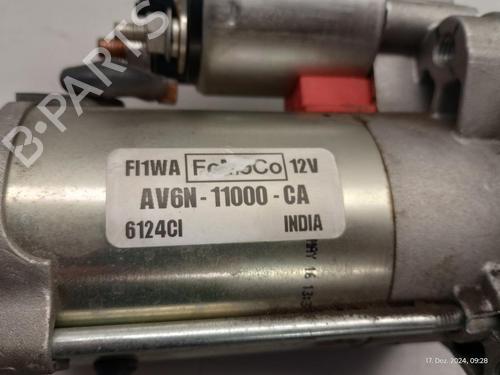 FI1WA FoMoCo 12V
AV6N-11000-CA
6124CI INDIA
B-PARTS
17. Dez. 2024, 09:28